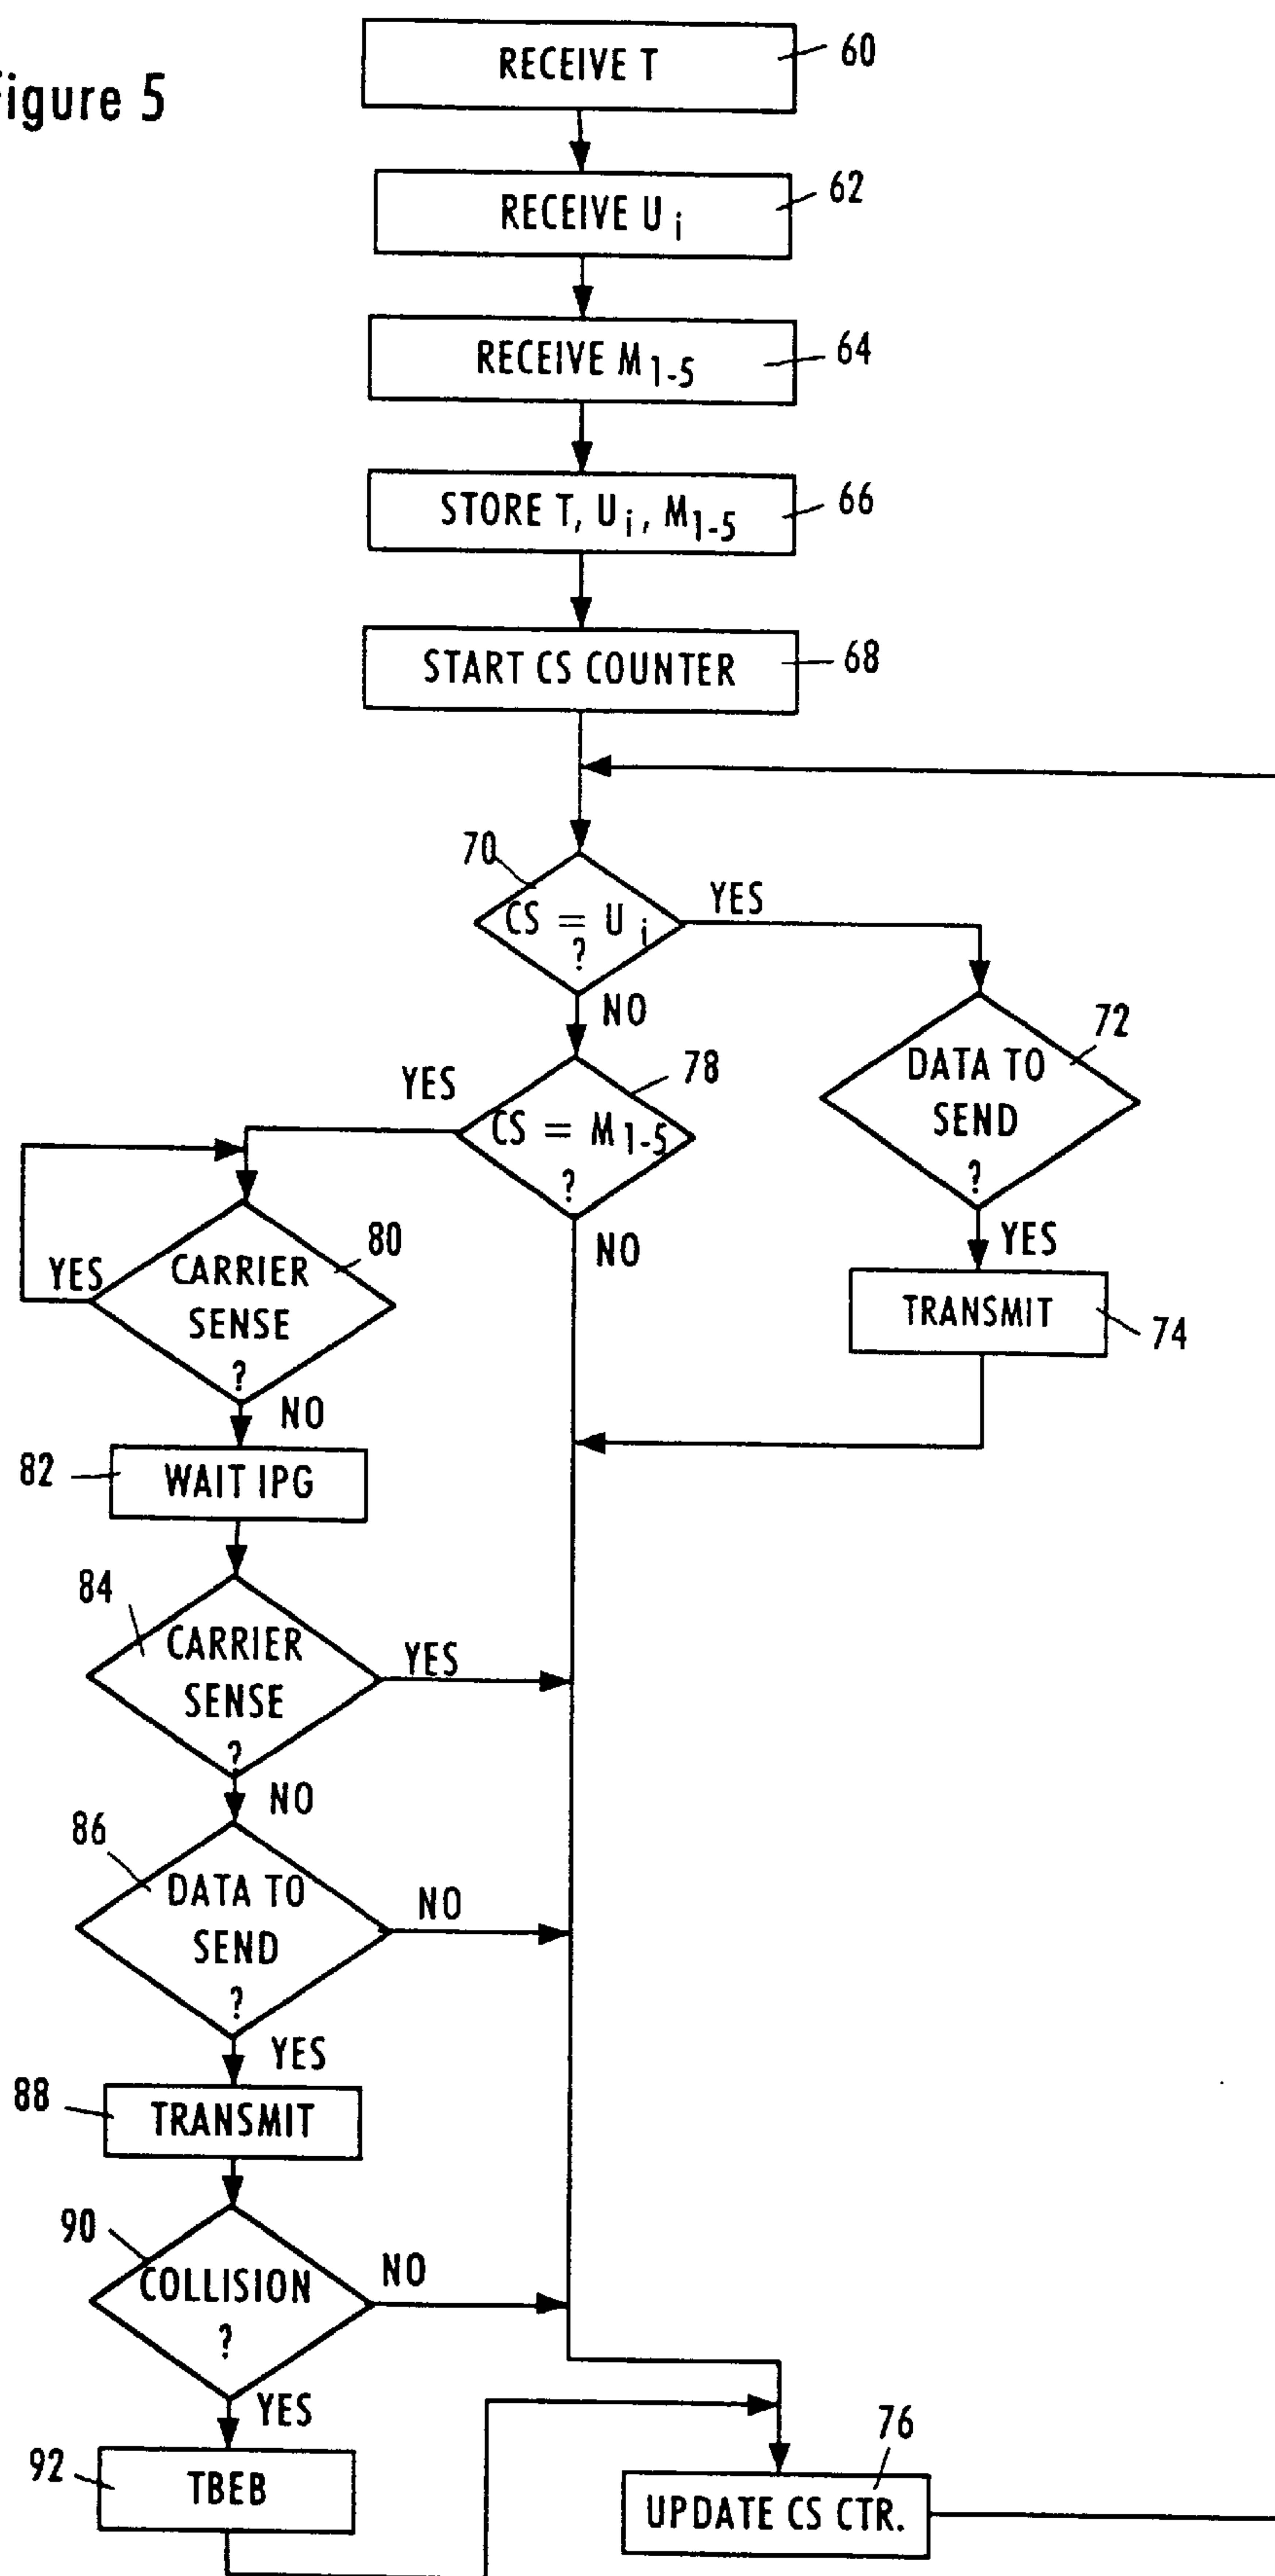 Figure 5
RECEIVE T
60
RECEIVE U i
62
RECEIVE M 1-5
64
STORE T, U i, M 1-5
66
START CS COUNTER
68
70
CS = U i
?
YES
NO
72
DATA TO
SEND
?
YES
TRANSMIT
74
78
CS = M 1-5
?
YES
NO
80
CARRIER
SENSE
?
YES
NO
82
WAIT IPG
84
CARRIER
SENSE
?
YES
NO
86
DATA TO
SEND
?
NO
YES
88
TRANSMIT
90
COLLISION
?
NO
YES
92
TBEB
76
UPDATE CS CTR.